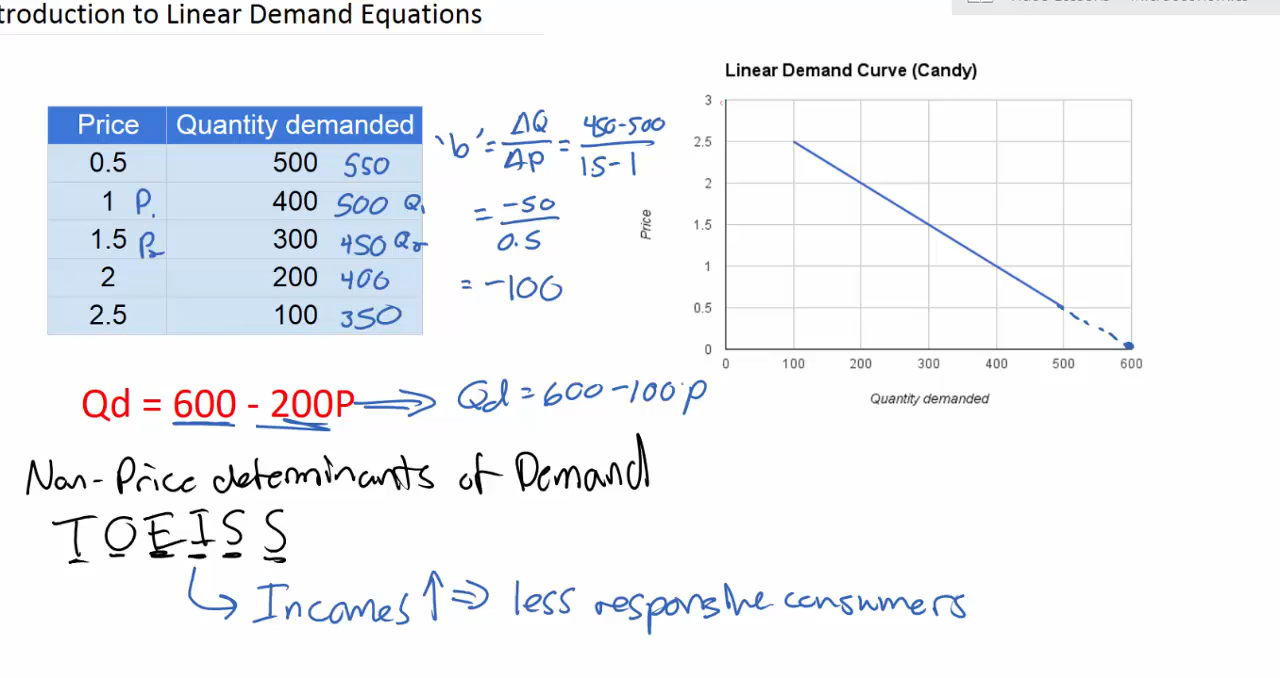 troduction to Linear Demand Equations
Linear Demand Curve (Candy)
Price Quantity demanded
0.5 500 550
1 P1 400 500 Q1
1.5 P2 300 450 Q2
2 200 400
2.5 100 350
'b' = ΔQ/ΔP = 450-500/1.5-1
= -50/0.5
= -100
3
2.5
2
1.5
1
0.5
0
Price
0 100 200 300 400 500 600
Quantity demanded
Qd = 600 - 200P ⇒ Qd = 600-100P
Non-Price determinants of Demand
T O E I S S
↳ Incomes ↑ ⇒ less responsive consumers